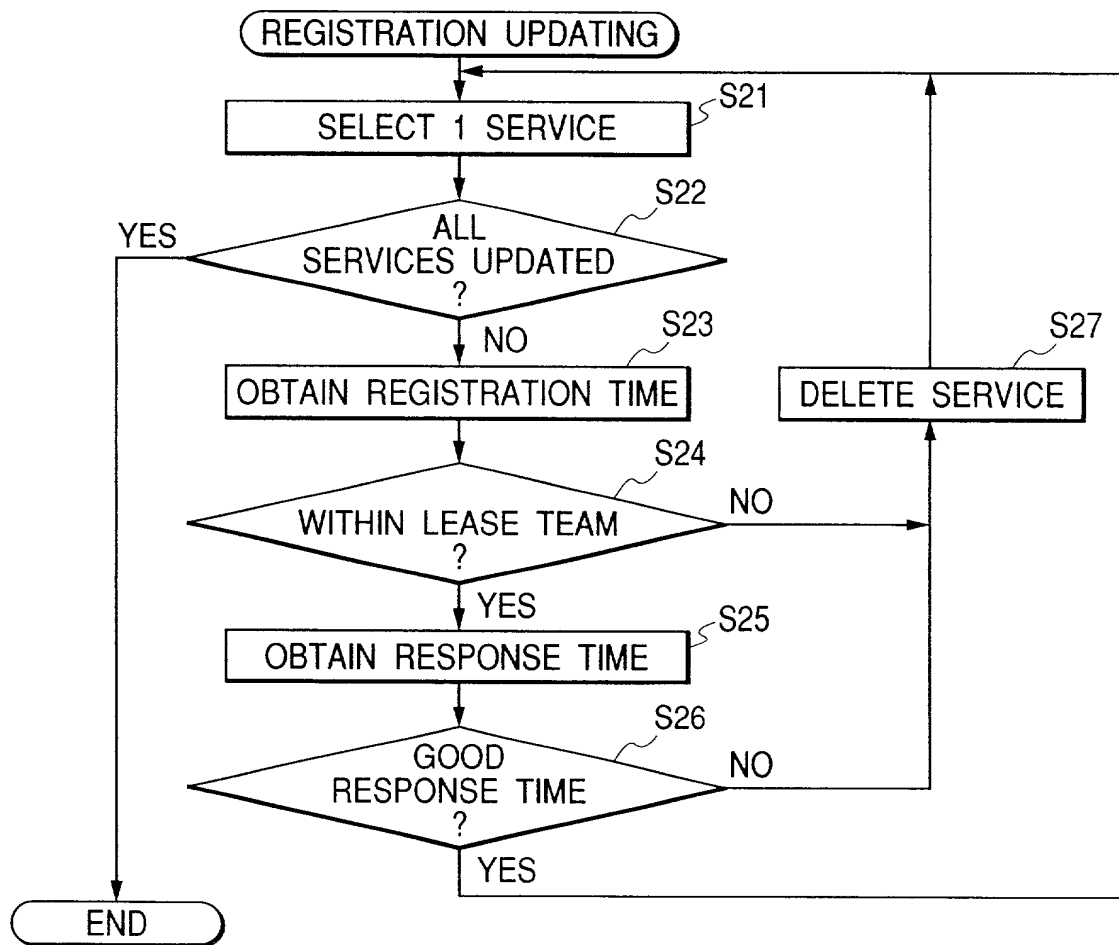 REGISTRATION UPDATING
S21
SELECT 1 SERVICE
S22
YES
ALL
SERVICES UPDATED
?
NO
S23
OBTAIN REGISTRATION TIME
S27
DELETE SERVICE
S24
WITHIN LEASE TEAM
?
NO
YES
S25
OBTAIN RESPONSE TIME
S26
GOOD
RESPONSE TIME
?
NO
YES
END